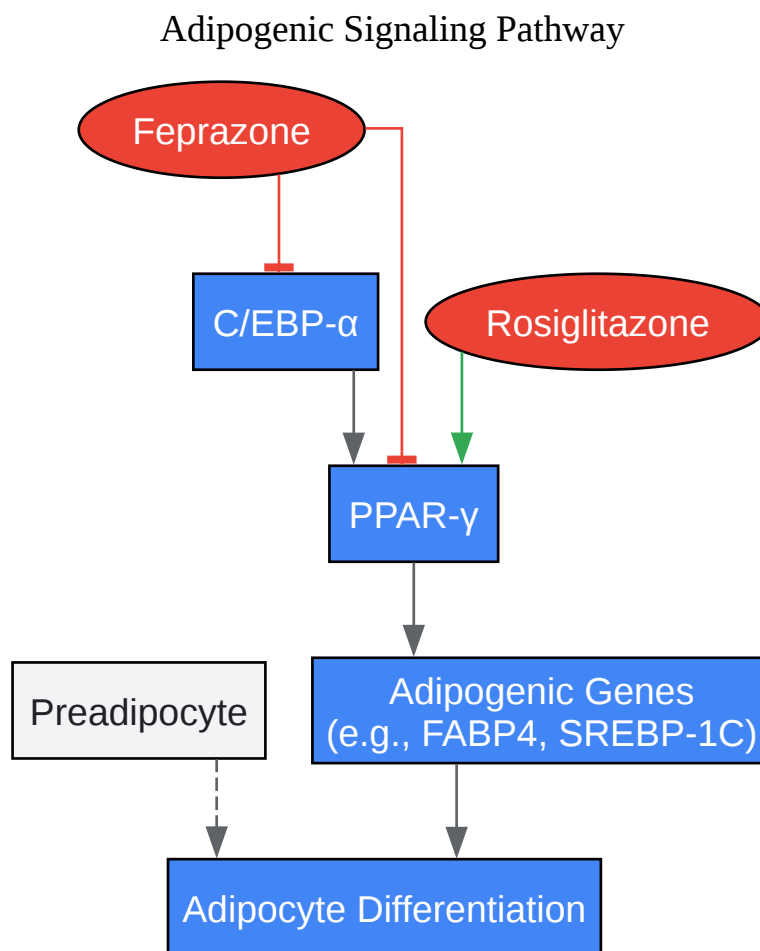 Adipogenic Signaling Pathway
Feprazone
C/EBP-α
Rosiglitazone
PPAR-γ
Preadipocyte
Adipogenic Genes
(e.g., FABP4, SREBP-1C)
Adipocyte Differentiation